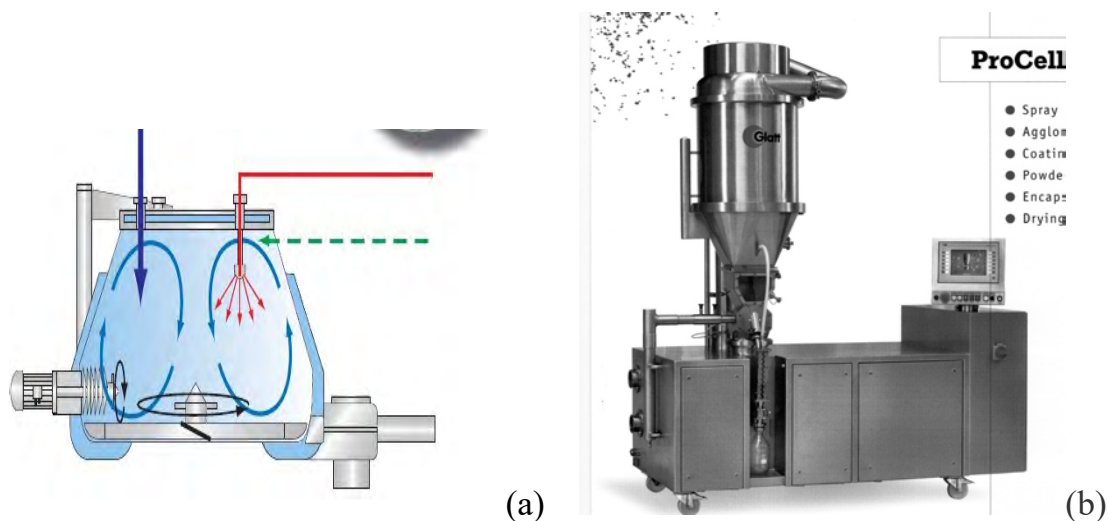 ProCell
Glatt
Spray
Agglom
Coatin
Powde
Encaps
Drying
(a)
(b)